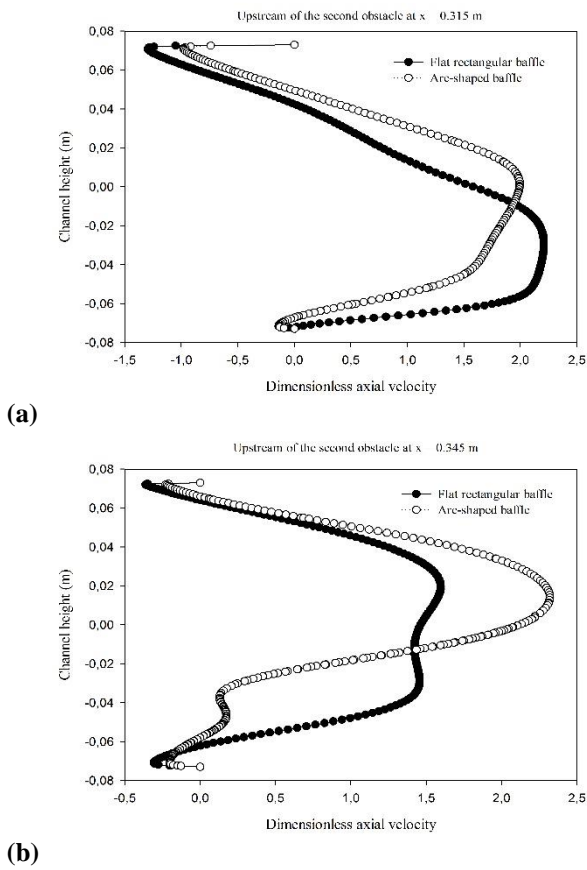 Upstream of the second obstacle at x 0.315 m
0,08
0,06
0,04
0,02
0,00
-0,02
-0,04
-0,06
-0,08
Channel height (m)
Flat rectangular baffle
Arc-shaped baffle
-1,5 -1,0 -0,5 0,0 0,5 1,0 1,5 2,0 2,5
Dimensionless axial velocity
(a)
Upstream of the second obstacle at x 0.345 m
0,08
0,06
0,04
0,02
0,00
-0,02
-0,04
-0,06
-0,08
Channel height (m)
Flat rectangular baffle
Arc-shaped baffle
-0,5 0,0 0,5 1,0 1,5 2,0 2,5
Dimensionless axial velocity
(b)